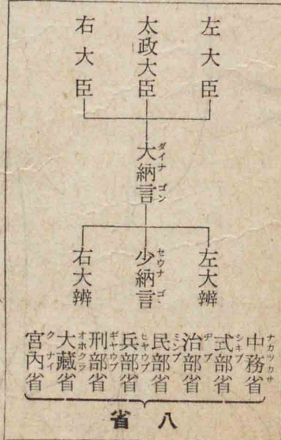 左大臣
太政大臣
右大臣
大納言
ダイナゴン
左大辨
少納言
セウナゴ
右大辨
中務省
ナカツカサ
式部省
シキブ
治部省
ヂブ
民部省
ミンブ
兵部省
ヒヤウブ
刑部省
ギヤウブ
大藏省
オホクラ
宮內省
クナイ
八省